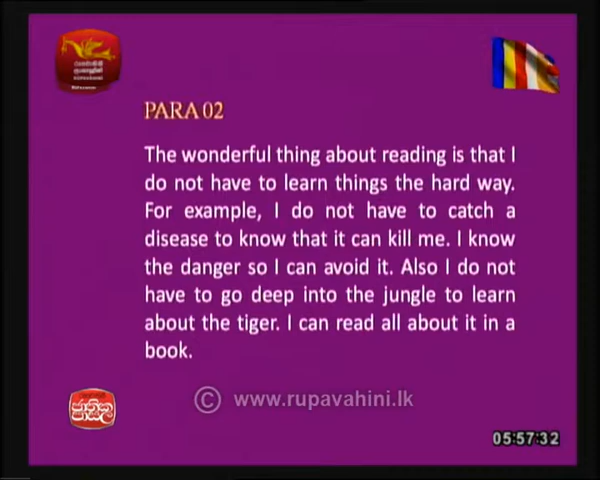 PARA 02
The wonderful thing about reading is that I
do not have to learn things the hard way.
For example, I do not have to catch a
disease to know that it can kill me. I know
the danger so I can avoid it. Also I do not
have to go deep into the jungle to learn
about the tiger. I can read all about it in a
book.
© www.rupavahini.lk
05:57:32